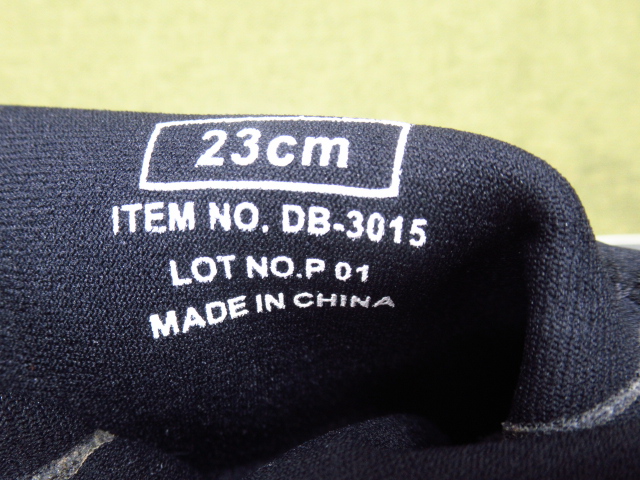 23cm
ITEM NO. DB-3015
LOT NO.P 01
MADE IN CHINA